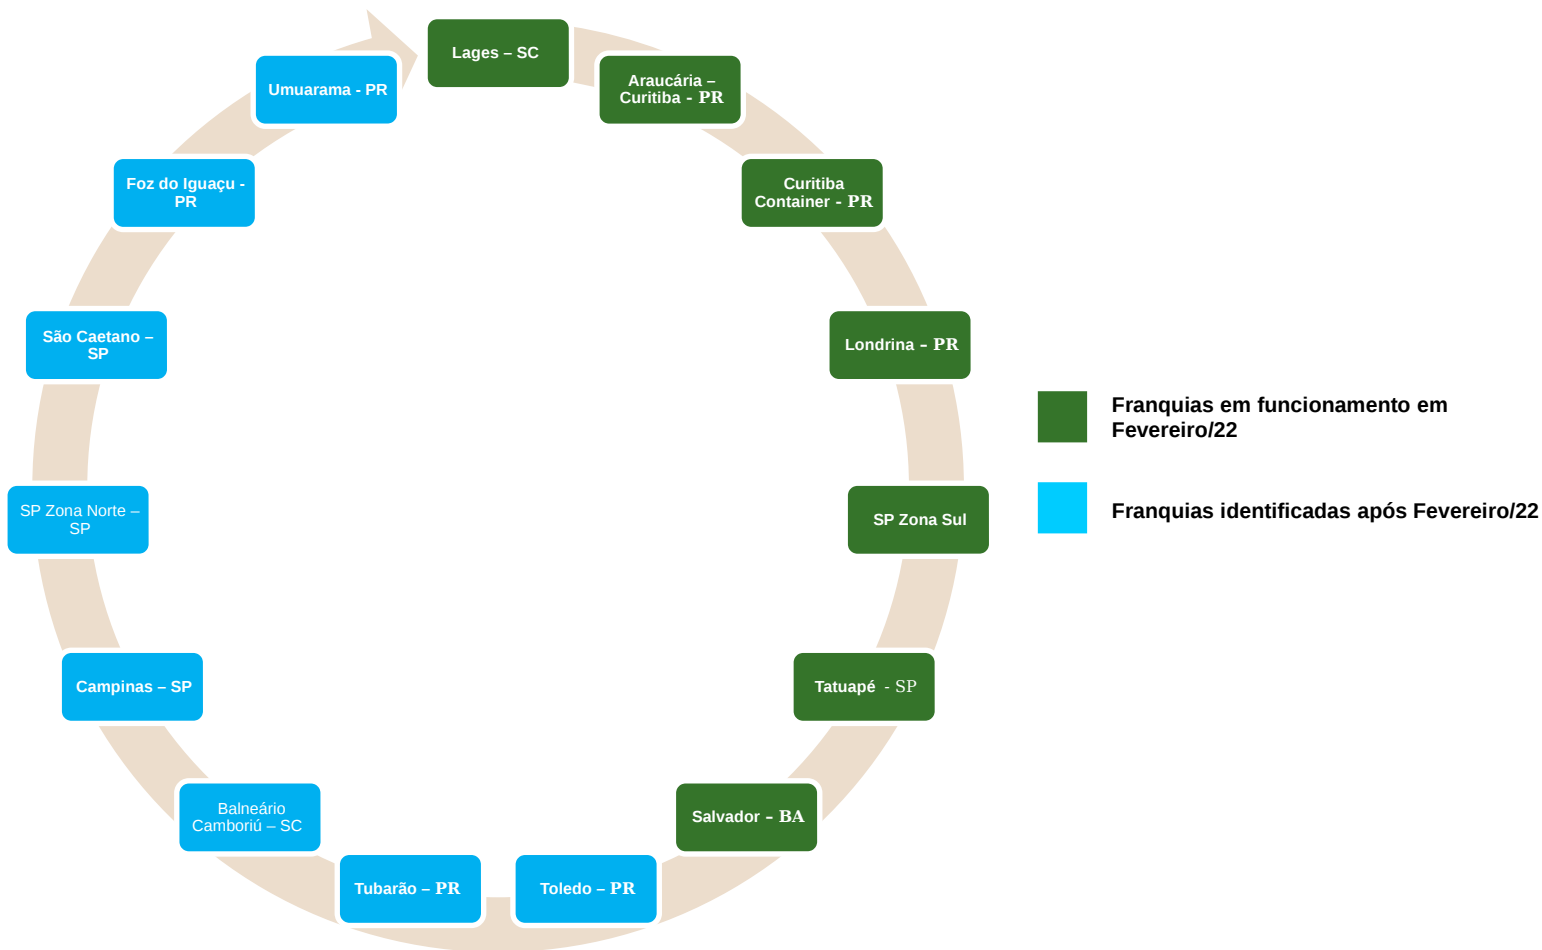 Lages – SC
Araucária –
Curitiba - PR
Curitiba
Container - PR
Londrina – PR
SP Zona Sul
Tatuapé - SP
Salvador – BA
Toledo – PR
Tubarão – PR
Balneário
Camboriú – SC
Campinas – SP
SP Zona Norte –
SP
São Caetano –
SP
Foz do Iguaçu -
PR
Umuarama - PR
Franquias em funcionamento em
Fevereiro/22
Franquias identificadas após Fevereiro/22